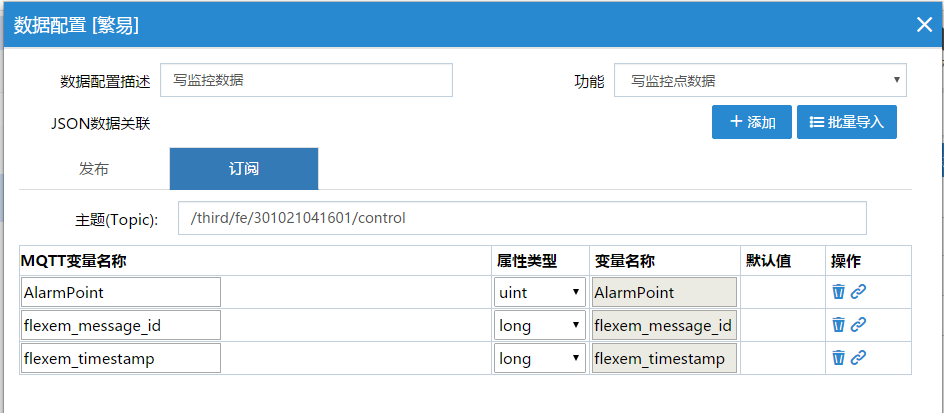 数据配置 [繁易]
数据配置描述 写监控数据 功能 写监控点数据
JSON数据关联 添加 批量导入
发布 订阅
主题(Topic): /third/fe/301021041601/control
MQTT变量名称 属性类型 变量名称 默认值 操作
AlarmPoint uint AlarmPoint
flexem_message_id long flexem_message_id
flexem_timestamp long flexem_timestamp